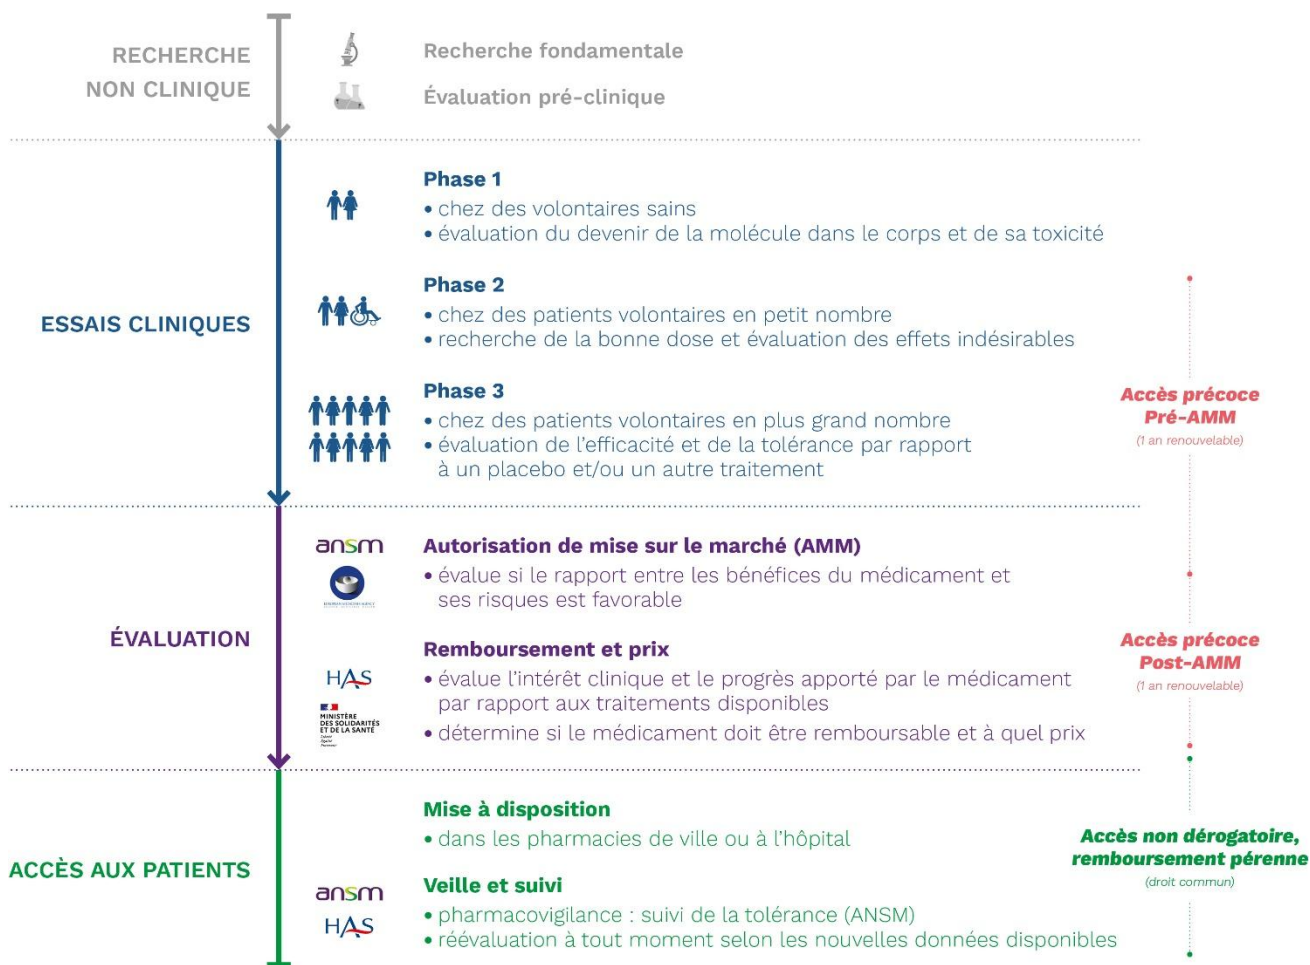 RECHERCHE
NON CLINIQUE
Recherche fondamentale
Évaluation pré-clinique
ESSAIS CLINIQUES
Phase 1
• chez des volontaires sains
• évaluation du devenir de la molécule dans le corps et de sa toxicité
Phase 2
• chez des patients volontaires en petit nombre
• recherche de la bonne dose et évaluation des effets indésirables
Phase 3
• chez des patients volontaires en plus grand nombre
• évaluation de l'efficacité et de la tolérance par rapport
à un placebo et/ou un autre traitement
Accès précoce
Pré-AMM
(1 an renouvelable)
ÉVALUATION
ansm
Autorisation de mise sur le marché (AMM)
• évalue si le rapport entre les bénéfices du médicament et
ses risques est favorable
Remboursement et prix
HAS
MINISTÈRE
DES SOLIDARITÉS
ET DE LA SANTÉ
• évalue l'intérêt clinique et le progrès apporté par le médicament
par rapport aux traitements disponibles
• détermine si le médicament doit être remboursable et à quel prix
Accès précoce
Post-AMM
(1 an renouvelable)
ACCÈS AUX PATIENTS
Mise à disposition
• dans les pharmacies de ville ou à l'hôpital
Veille et suivi
ansm
HAS
• pharmacovigilance : suivi de la tolérance (ANSM)
• réévaluation à tout moment selon les nouvelles données disponibles
Accès non dérogatoire,
remboursement pérenne
(droit commun)